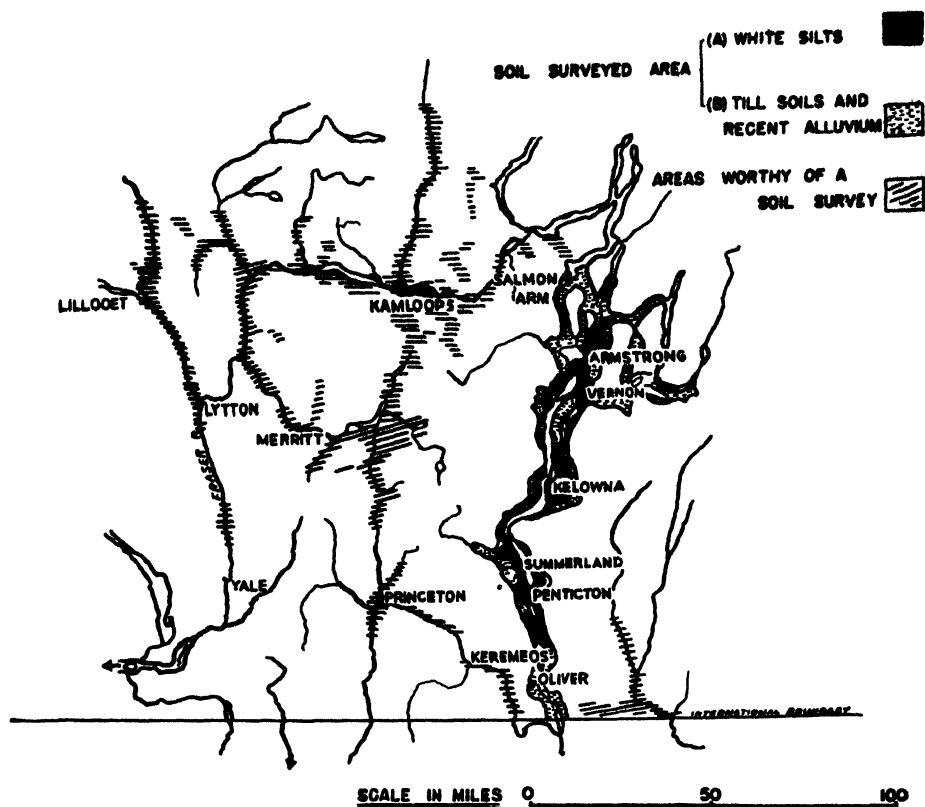 (A) WHITE SILTS
SOIL SURVEYED AREA
(B) TILL SOILS AND
RECENT ALLUVIUM
AREAS WORTHY OF A
SOIL SURVEY
LILLOOET
KAMLOOPS
SALMON
ARM
ARMSTRONG
VERNON
LYTTON
MERRITT
FRASER R
KELOWNA
SUMMERLAND
PENTICTON
YALE
PRINCETON
KEREMEOS
OLIVER
INTERNATIONAL BOUNDARY
SCALE IN MILES 0 50 100